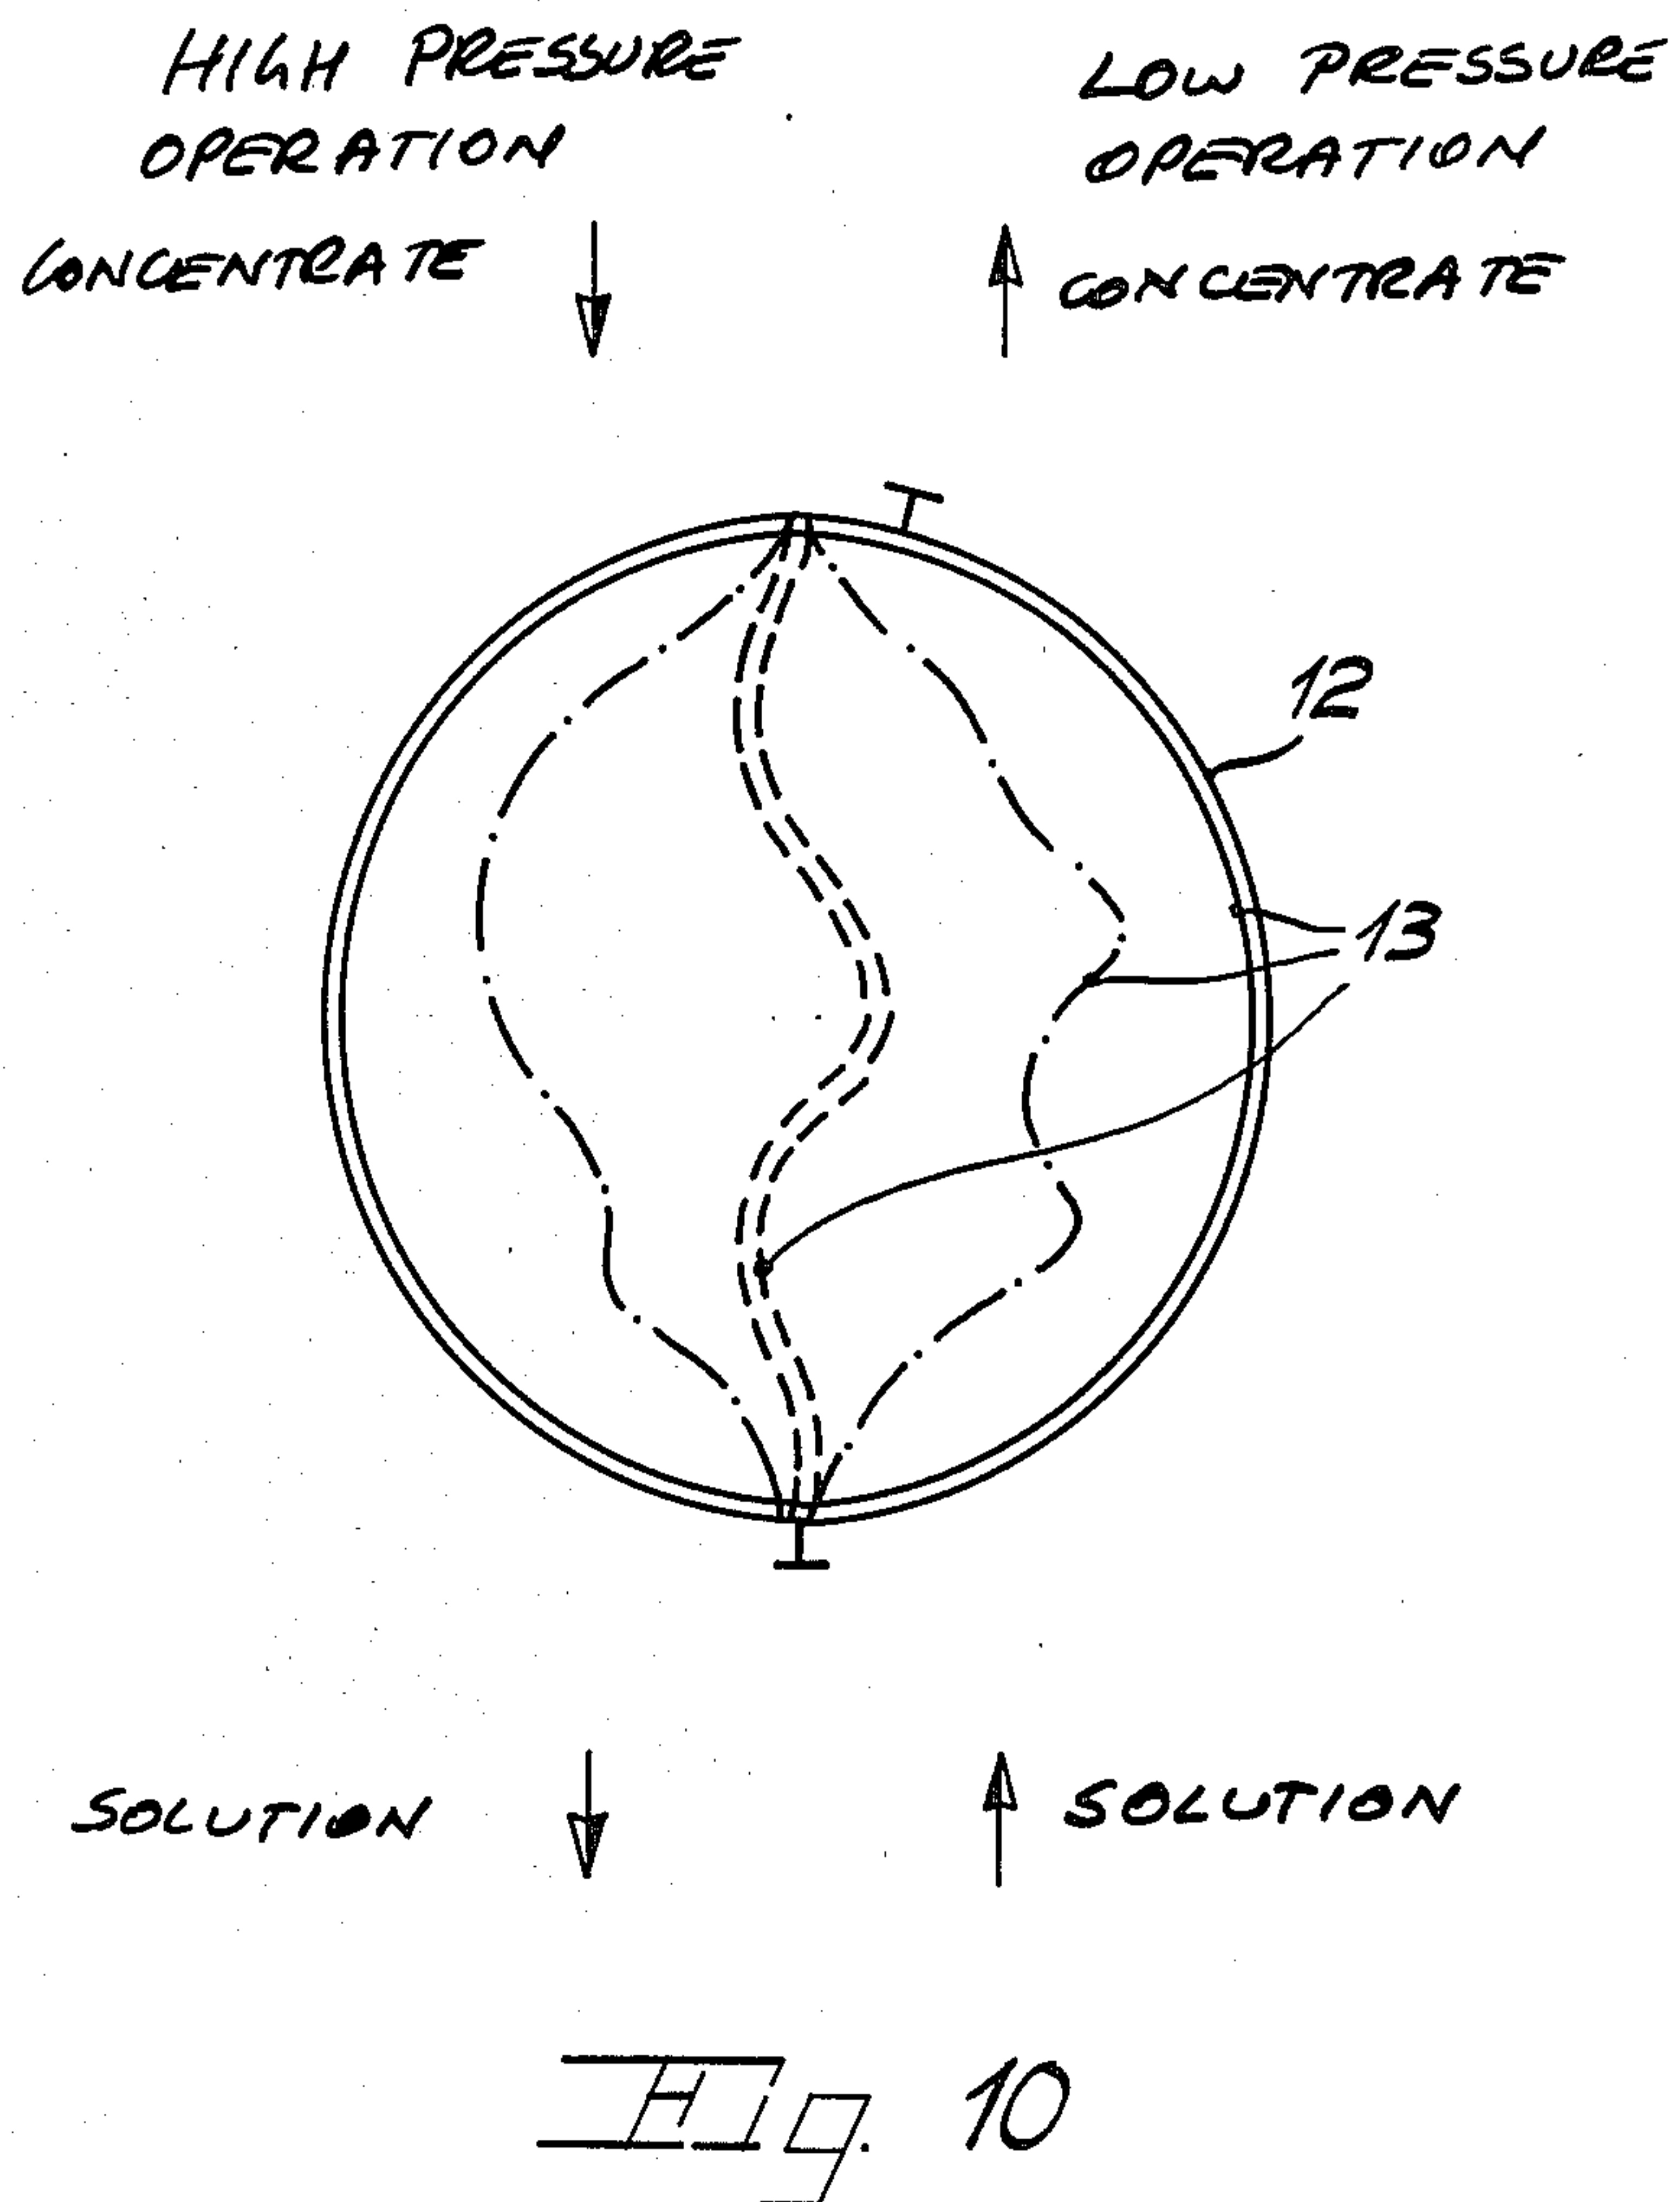 HIGH PRESSURE
OPERATION
CONCENTRATE
LOW PRESSURE
OPERATION
CONCENTRATE
12
13
SOLUTION
SOLUTION
Fig. 10